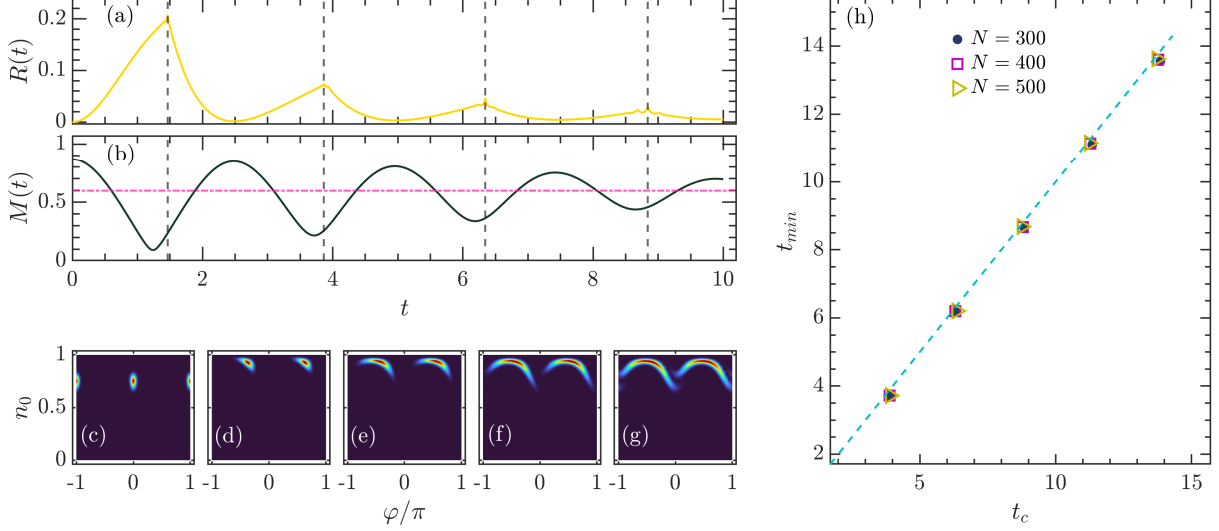 (a)
R(t)
0.2
0.1
0
(b)
M(t)
1
0.5
0
0 2 4 6 8 10
t
n₀
1
0.5
0
(c) (d) (e) (f) (g)
-1 0 1 -1 0 1 -1 0 1 -1 0 1 -1 0 1
φ/π
(h)
N = 300
N = 400
N = 500
t_min
14
12
10
8
6
4
2
5 10 15
t_c